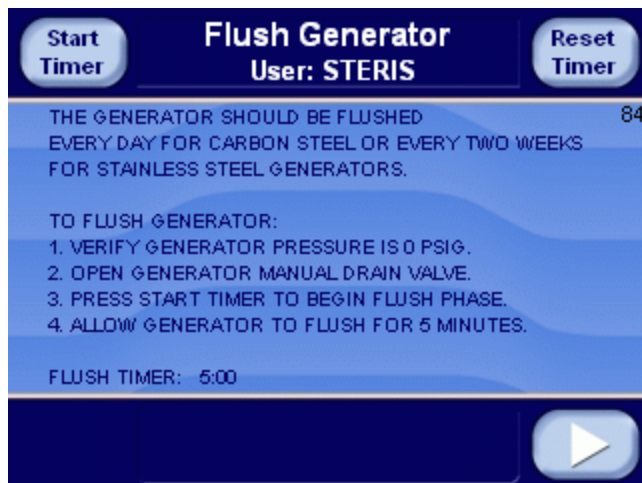 Start
Timer
Flush Generator
User: STERIS
Reset
Timer
84
THE GENERATOR SHOULD BE FLUSHED
EVERY DAY FOR CARBON STEEL OR EVERY TWO WEEKS
FOR STAINLESS STEEL GENERATORS.
TO FLUSH GENERATOR:
1. VERIFY GENERATOR PRESSURE IS 0 PSIG.
2. OPEN GENERATOR MANUAL DRAIN VALVE.
3. PRESS START TIMER TO BEGIN FLUSH PHASE.
4. ALLOW GENERATOR TO FLUSH FOR 5 MINUTES.
FLUSH TIMER: 5:00